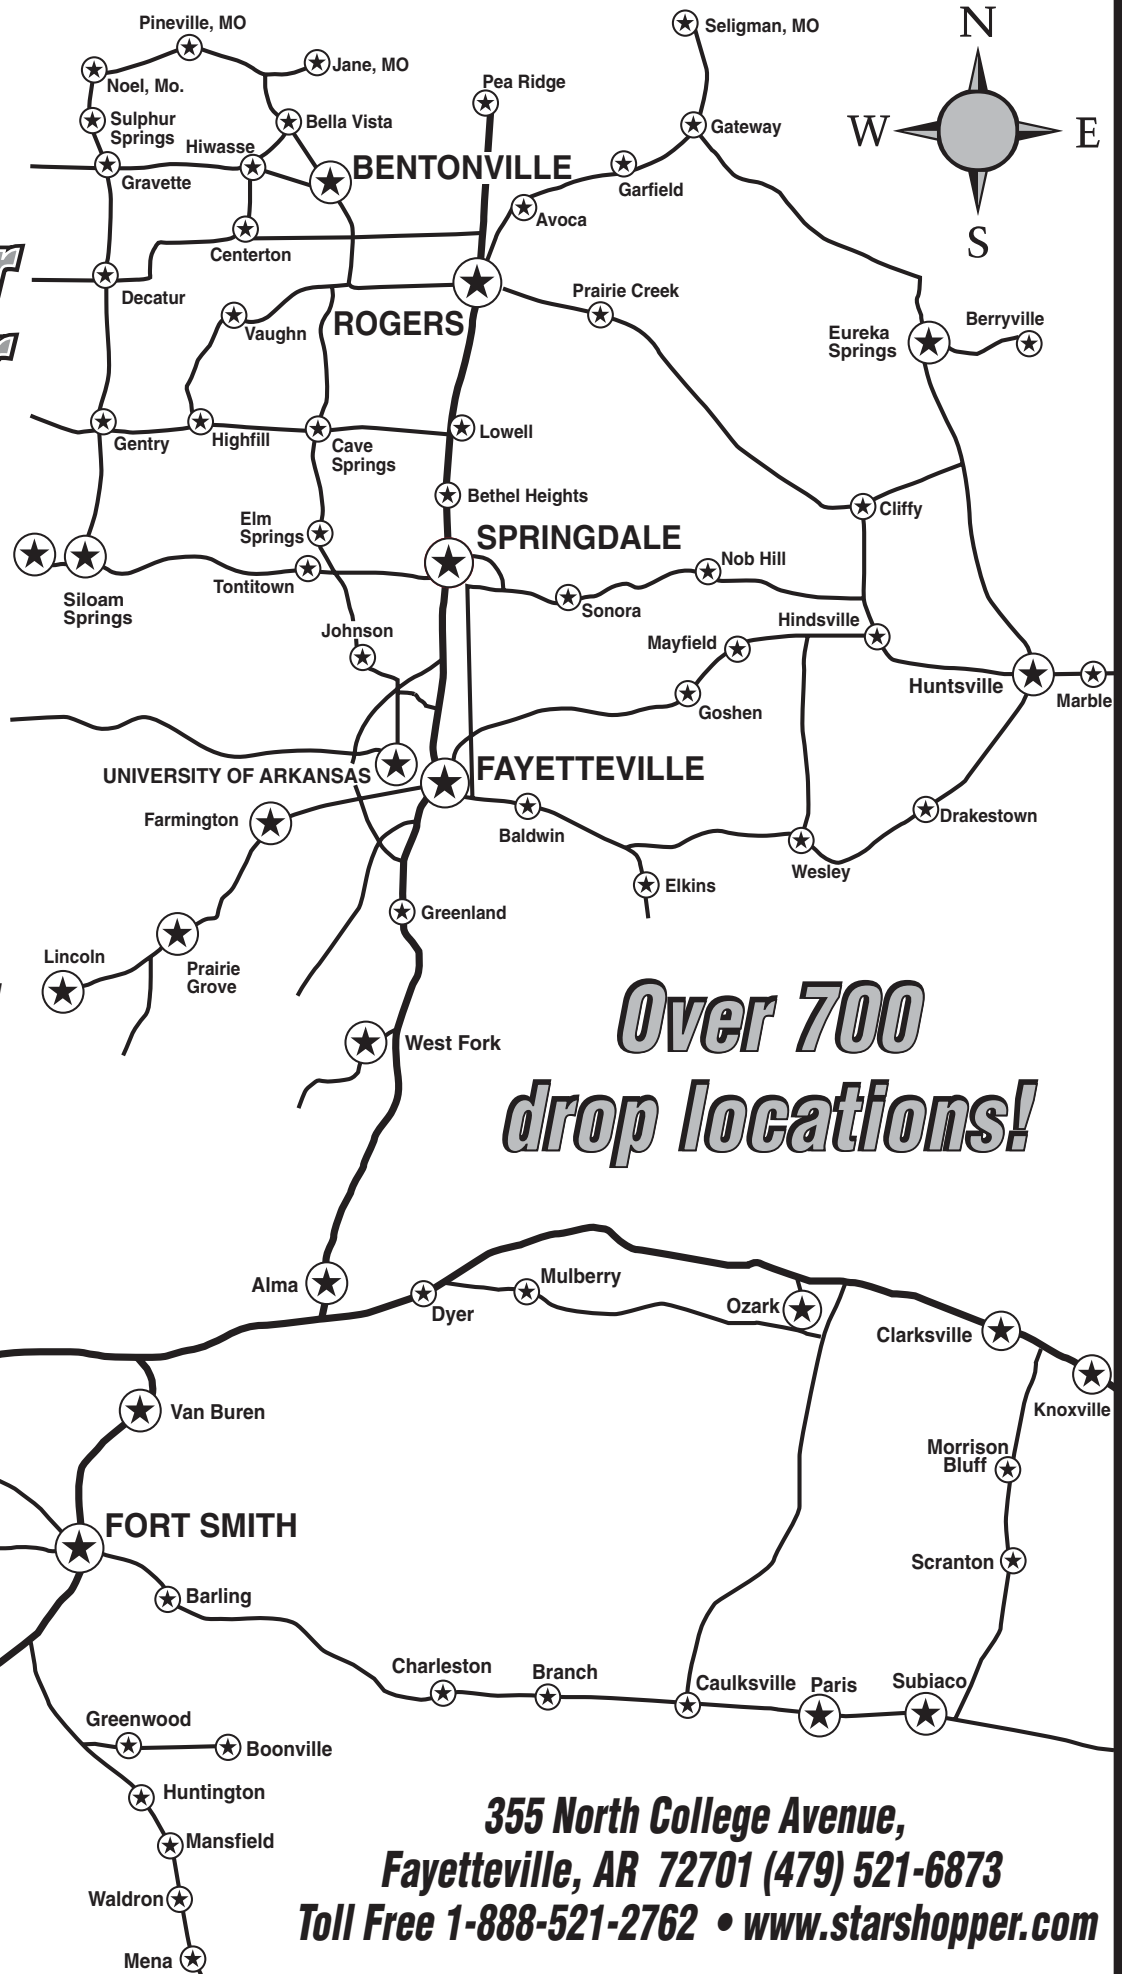 Pineville, MO
Seligman, MO
N
Jane, MO
Noel, Mo.
Pea Ridge
Sulphur
Springs
Bella Vista
Gateway
W
E
Hiwasse
BENTONVILLE
Gravette
Garfield
Avoca
S
Centerton
Decatur
Prairie Creek
Vaughn
ROGERS
Berryville
Eureka
Springs
Gentry
Highfill
Cave
Springs
Lowell
Bethel Heights
Cliffy
Elm
Springs
SPRINGDALE
Nob Hill
Tontitown
Siloam
Springs
Sonora
Johnson
Hindsville
Mayfield
Huntsville
Marble
Goshen
UNIVERSITY OF ARKANSAS
FAYETTEVILLE
Farmington
Baldwin
Drakestown
Wesley
Elkins
Greenland
Lincoln
Prairie
Grove
Over 700
West Fork
drop locations!
Alma
Mulberry
Dyer
Ozark
Clarksville
Knoxville
Van Buren
Morrison
Bluff
FORT SMITH
Scranton
Barling
Charleston
Branch
Caulksville
Paris
Subiaco
Greenwood
Boonville
Huntington
Mansfield
Waldron
Mena
355 North College Avenue,
Fayetteville, AR 72701 (479) 521-6873
Toll Free 1-888-521-2762 • www.starshopper.com